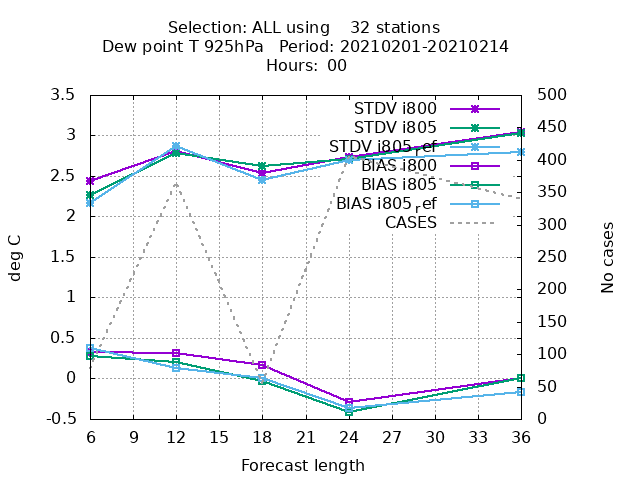 Selection: ALL using    32 stations
Dew point T 925hPa   Period: 20210201-20210214
Hours: 00
3.5
3
2.5
2
1.5
1
0.5
0
-0.5
deg C
STDV i800
STDV i805
STDV i805ref
BIAS i800
BIAS i805
BIAS i805ref
CASES
500
450
400
350
300
250
200
150
100
50
0
No cases
6 9 12 15 18 21 24 27 30 33 36
Forecast length